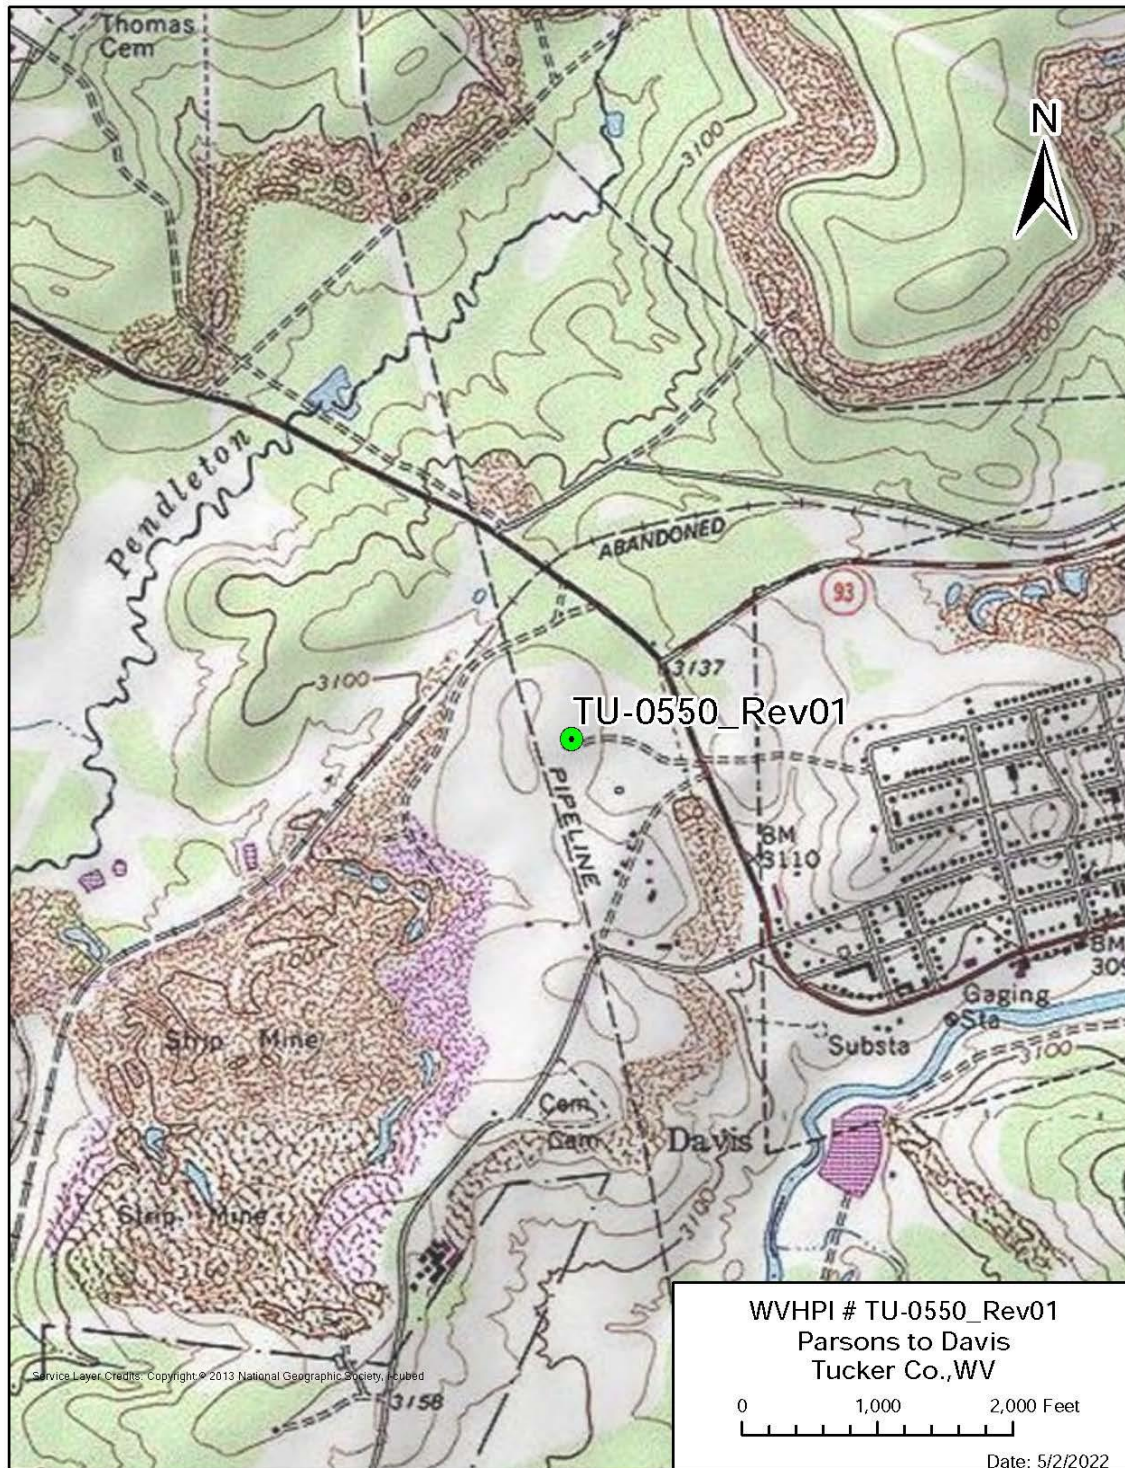 Thomas
Cem
N
3100
Pendleton
ABANDONED
93
3137
3100
TU-0550_Rev01
PIPELINE
BM
3110
BM
Gaging
Sta
3100
Substa
Strip Mine
Cem
Davis
3100
Strip Mine
3158
Service Layer Credits: Copyright:© 2013 National Geographic Society, i-cubed
WVHPI # TU-0550_Rev01
Parsons to Davis
Tucker Co.,WV
0 1,000 2,000 Feet
Date: 5/2/2022